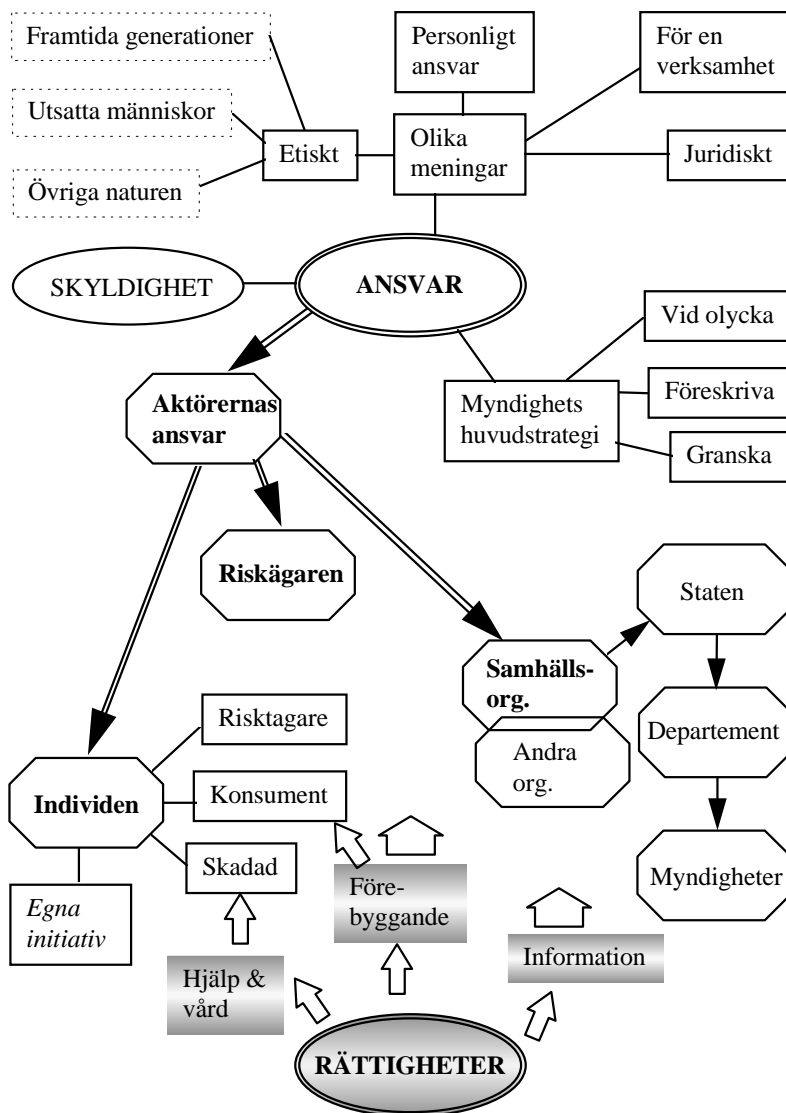 Framtida generationer
Personligt
ansvar
För en
verksamhet
Utsatta människor
Etiskt
Olika
meningar
Juridiskt
Övriga naturen
SKYLDIGHET
ANSVAR
Vid olycka
Aktörernas
ansvar
Myndighets
huvudstrategi
Föreskriva
Granska
Riskägaren
Staten
Samhälls-
org.
Risktagare
Departement
Andra
org.
Individen
Konsument
Skadad
Före-
byggande
Myndigheter
Egna
initiativ
Hjälp &
vård
Information
RÄTTIGHETER